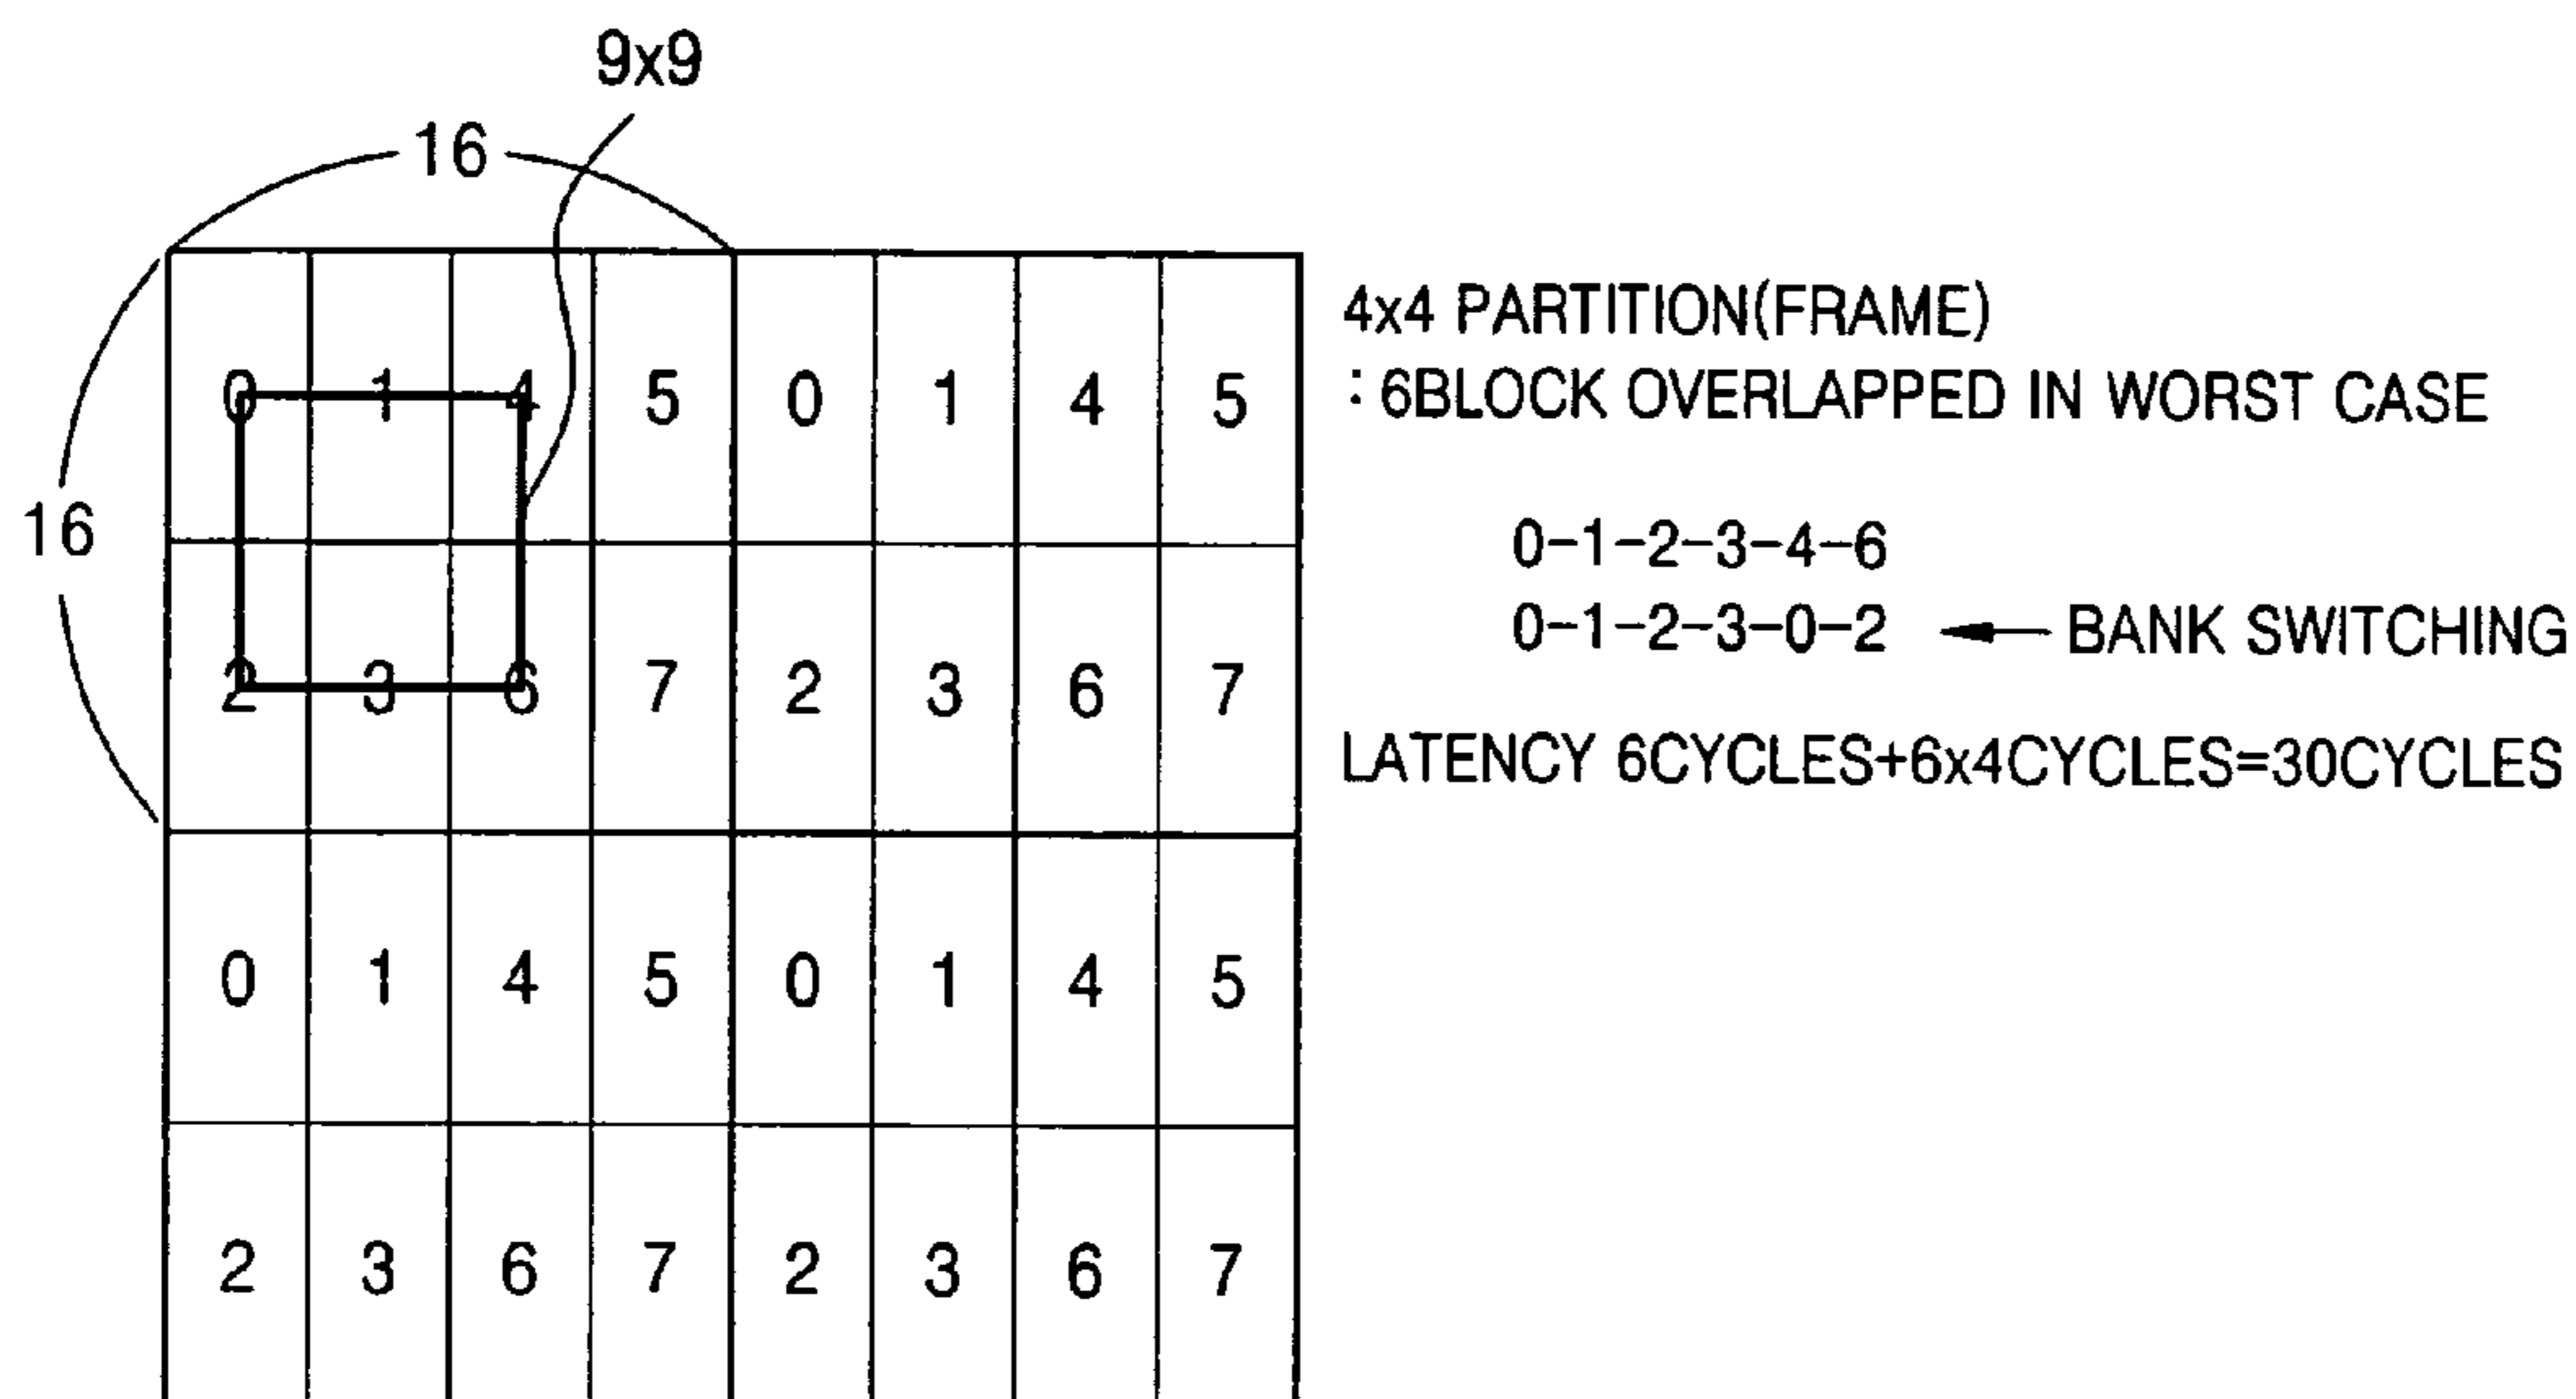 9x9
16
16
0 1 4 5 0 1 4 5
2 3 6 7 2 3 6 7
0 1 4 5 0 1 4 5
2 3 6 7 2 3 6 7
4x4 PARTITION(FRAME)
: 6BLOCK OVERLAPPED IN WORST CASE
0-1-2-3-4-6
0-1-2-3-0-2 BANK SWITCHING
LATENCY 6CYCLES+6x4CYCLES=30CYCLES